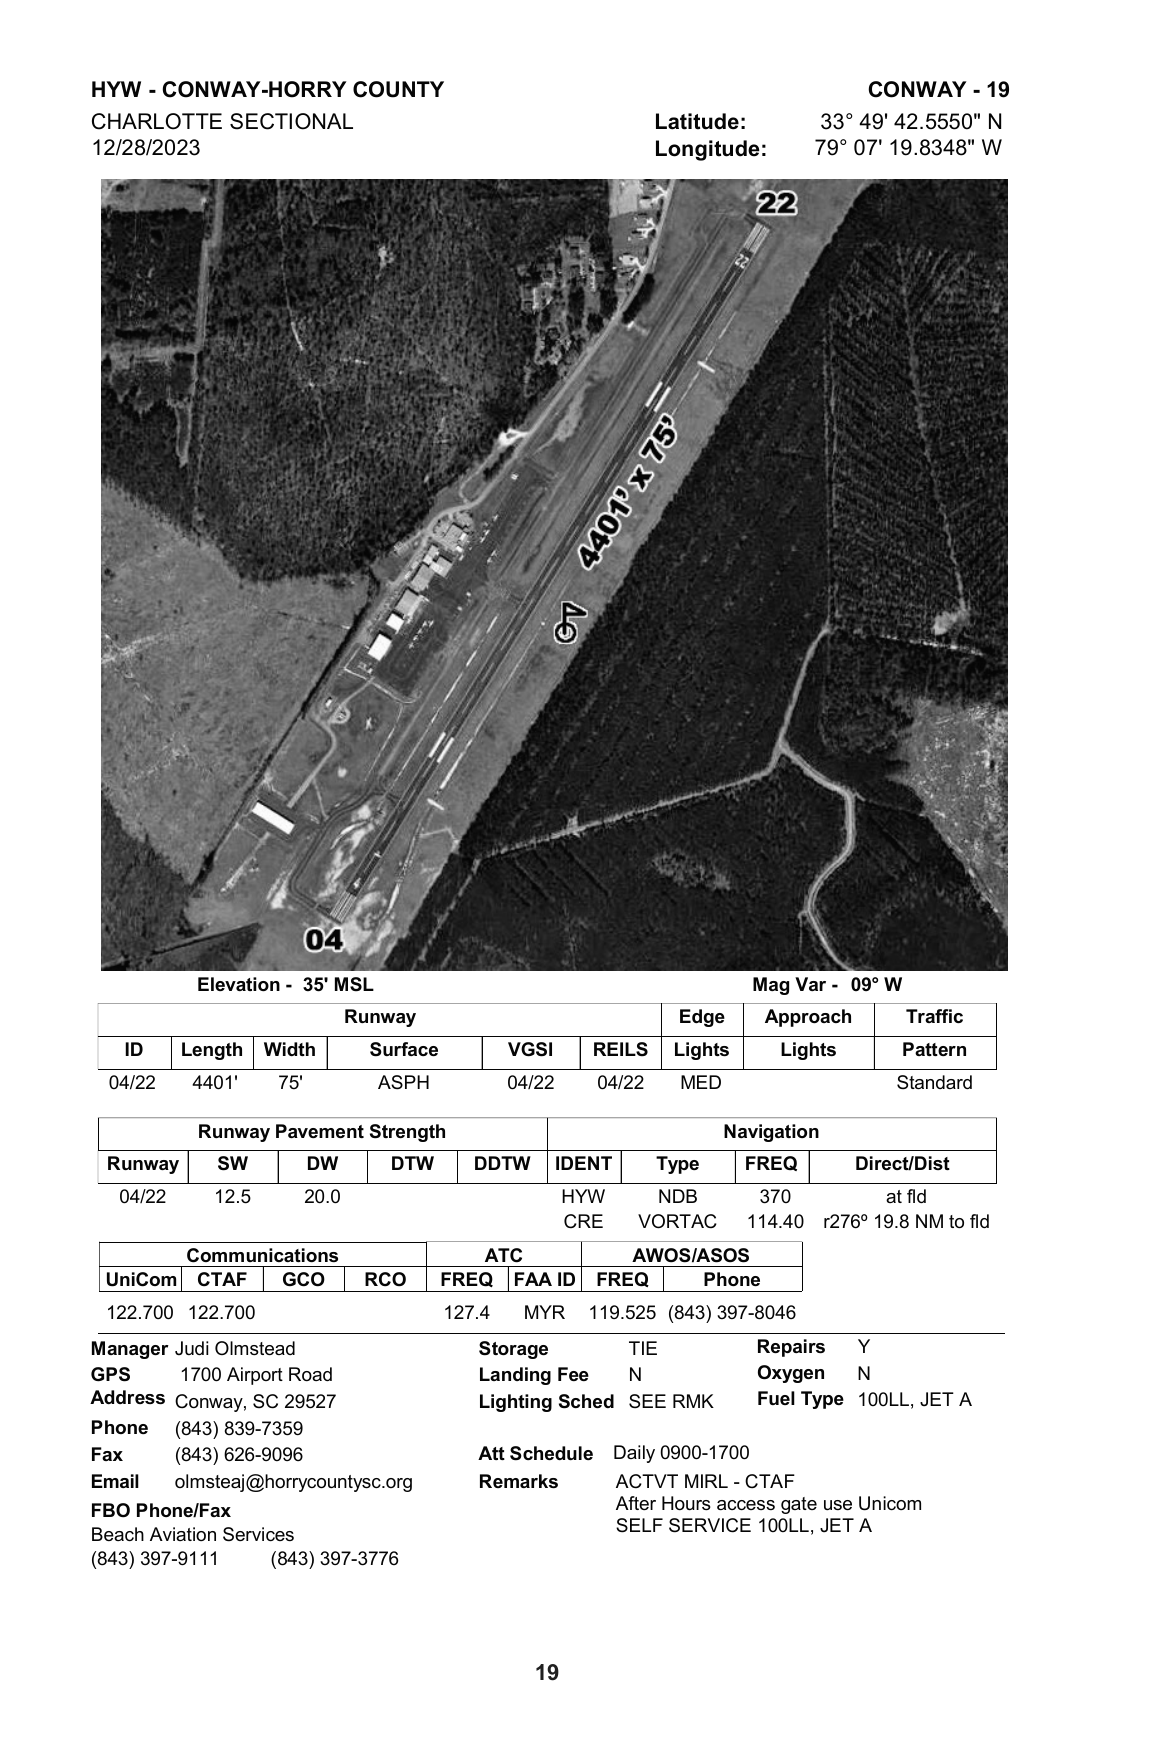 HYW - CONWAY-HORRY COUNTY CONWAY - 19
CHARLOTTE SECTIONAL Latitude: 33° 49' 42.5550" N
12/28/2023 Longitude: 79° 07' 19.8348" W
22
22
4401' x 75'
04
Elevation - 35' MSL Mag Var - 09° W
Runway Edge Approach Traffic
ID Length Width Surface VGSI REILS Lights Lights Pattern
04/22 4401' 75' ASPH 04/22 04/22 MED Standard
Runway Pavement Strength Navigation
Runway SW DW DTW DDTW IDENT Type FREQ Direct/Dist
04/22 12.5 20.0 HYW NDB 370 at fld
CRE VORTAC 114.40 r276º 19.8 NM to fld
Communications ATC AWOS/ASOS
UniCom CTAF GCO RCO FREQ FAA ID FREQ Phone
122.700 122.700 127.4 MYR 119.525 (843) 397-8046
Manager Judi Olmstead Storage TIE Repairs Y
GPS 1700 Airport Road Landing Fee N Oxygen N
Address Conway, SC 29527 Lighting Sched SEE RMK Fuel Type 100LL, JET A
Phone (843) 839-7359
Fax (843) 626-9096 Att Schedule Daily 0900-1700
Email olmsteaj@horrycountysc.org Remarks ACTVT MIRL - CTAF
After Hours access gate use Unicom
FBO Phone/Fax
SELF SERVICE 100LL, JET A
Beach Aviation Services
(843) 397-9111 (843) 397-3776
19